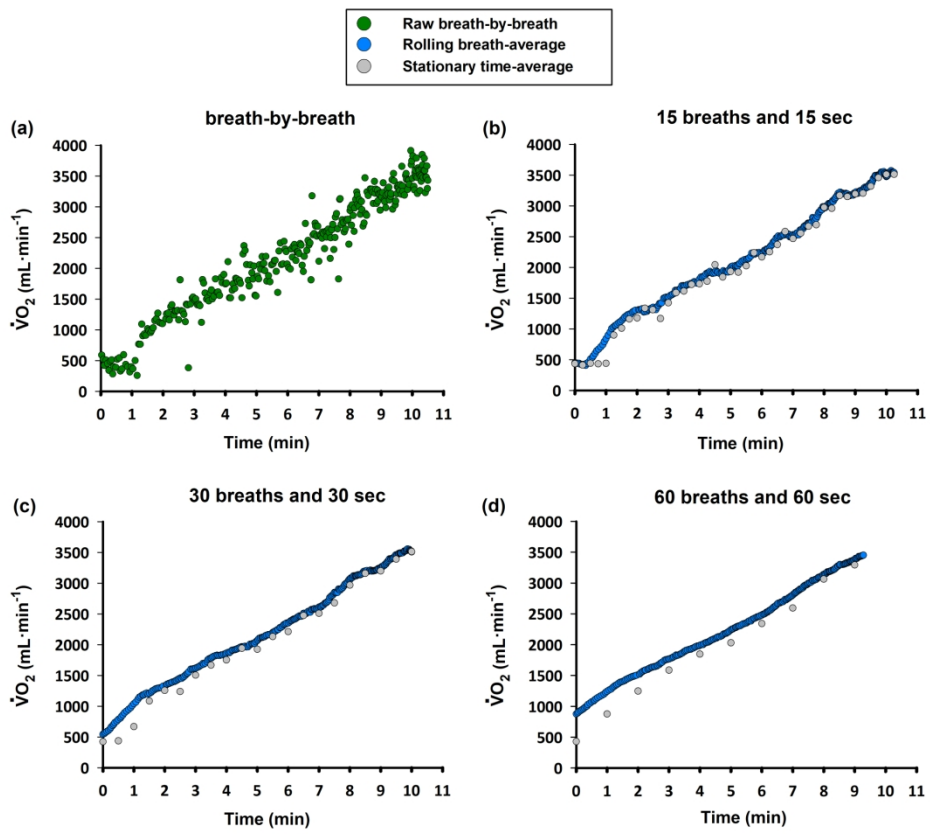 Raw breath-by-breath
Rolling breath-average
Stationary time-average
(a)
breath-by-breath
V̇O₂ (mL·min⁻¹)
4000
3500
3000
2500
2000
1500
1000
500
0
0 1 2 3 4 5 6 7 8 9 10 11
Time (min)
(b)
15 breaths and 15 sec
V̇O₂ (mL·min⁻¹)
4000
3500
3000
2500
2000
1500
1000
500
0
0 1 2 3 4 5 6 7 8 9 10 11
Time (min)
(c)
30 breaths and 30 sec
V̇O₂ (mL·min⁻¹)
4000
3500
3000
2500
2000
1500
1000
500
0
0 1 2 3 4 5 6 7 8 9 10 11
Time (min)
(d)
60 breaths and 60 sec
V̇O₂ (mL·min⁻¹)
4000
3500
3000
2500
2000
1500
1000
500
0
0 1 2 3 4 5 6 7 8 9 10 11
Time (min)